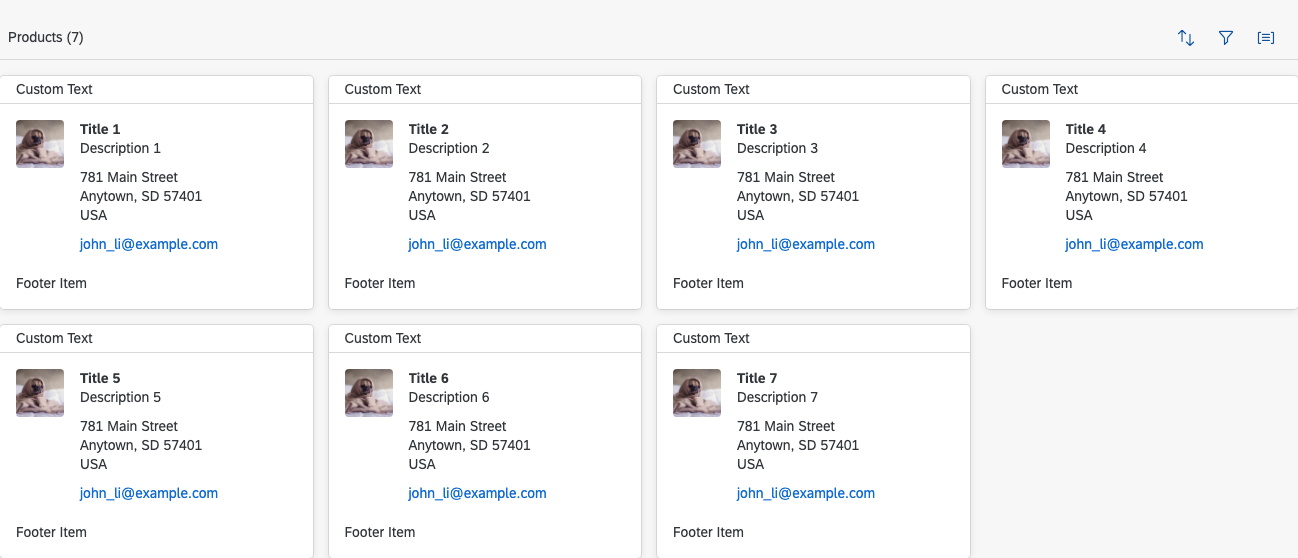 Products (7)
Custom Text
Title 1
Description 1
781 Main Street
Anytown, SD 57401
USA
john_li@example.com
Footer Item
Custom Text
Title 2
Description 2
781 Main Street
Anytown, SD 57401
USA
john_li@example.com
Footer Item
Custom Text
Title 3
Description 3
781 Main Street
Anytown, SD 57401
USA
john_li@example.com
Footer Item
Custom Text
Title 4
Description 4
781 Main Street
Anytown, SD 57401
USA
john_li@example.com
Footer Item
Custom Text
Title 5
Description 5
781 Main Street
Anytown, SD 57401
USA
john_li@example.com
Footer Item
Custom Text
Title 6
Description 6
781 Main Street
Anytown, SD 57401
USA
john_li@example.com
Footer Item
Custom Text
Title 7
Description 7
781 Main Street
Anytown, SD 57401
USA
john_li@example.com
Footer Item